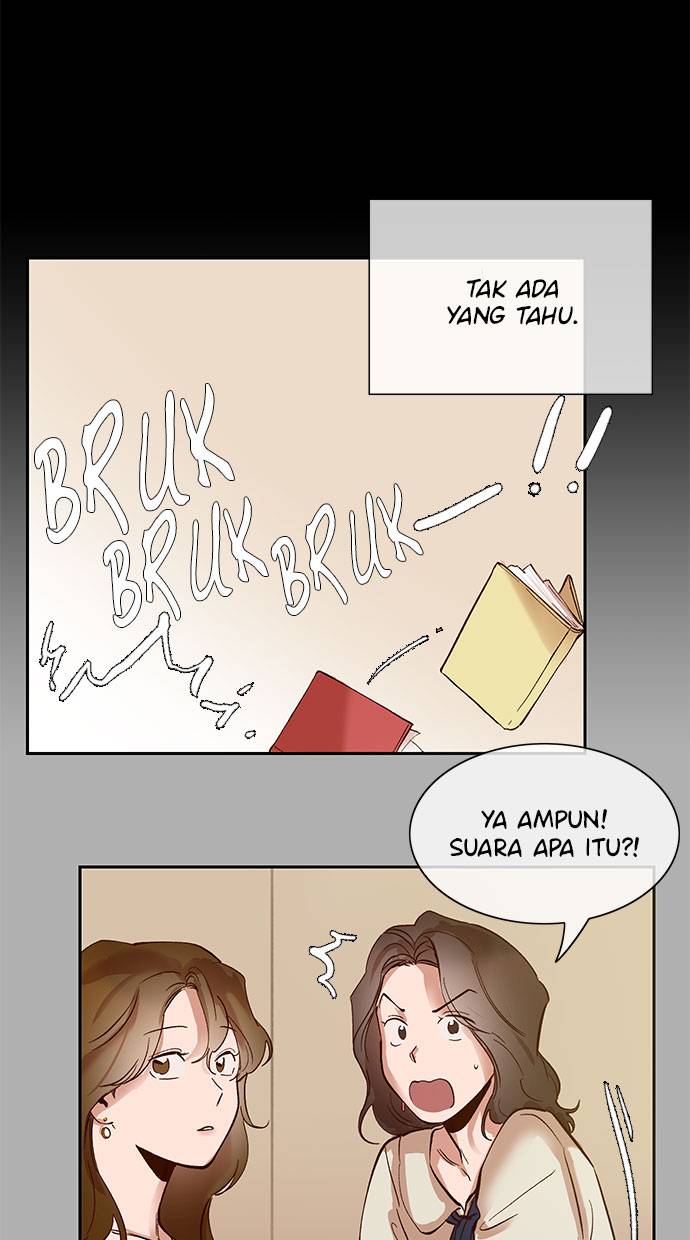 TAK ADA
YANG TAHU.
BRUK
BRUK
BRUK—!!
YA AMPUN!
SUARA APA ITU?!